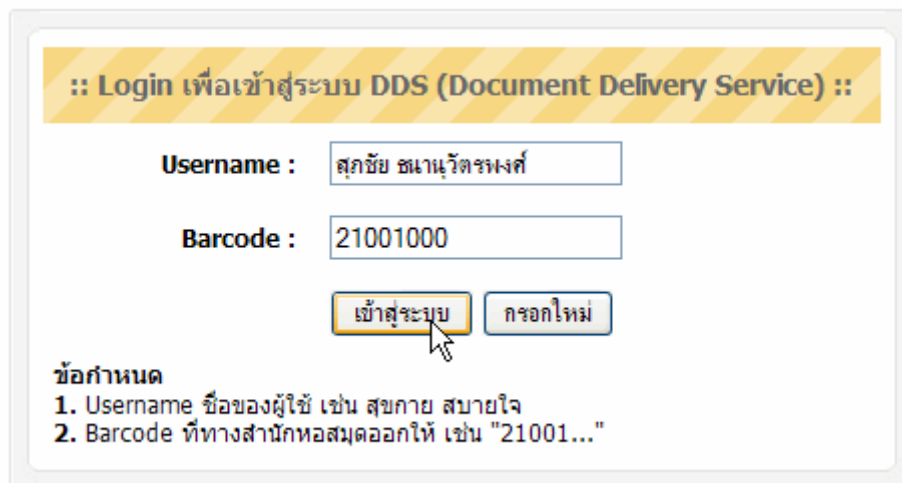 :: Login เพื่อเข้าสู่ระบบ DDS (Document Delivery Service) ::
Username : สุภชัย ธนานุวัตรพงศ์
Barcode : 21001000
เข้าสู่ระบบ กรอกใหม่
ข้อกำหนด
1. Username ชื่อของผู้ใช้ เช่น สุขกาย สบายใจ
2. Barcode ที่ทางสำนักหอสมุดออกให้ เช่น "21001..."